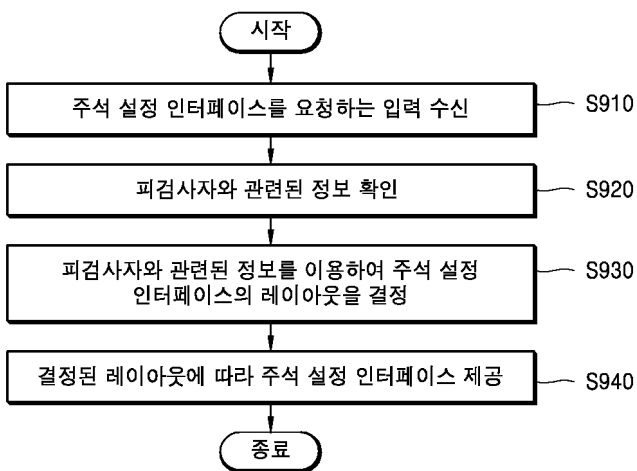 시작
주석 설정 인터페이스를 요청하는 입력 수신
S910
피검사자와 관련된 정보 확인
S920
피검사자와 관련된 정보를 이용하여 주석 설정
인터페이스의 레이아웃을 결정
S930
결정된 레이아웃에 따라 주석 설정 인터페이스 제공
S940
종료